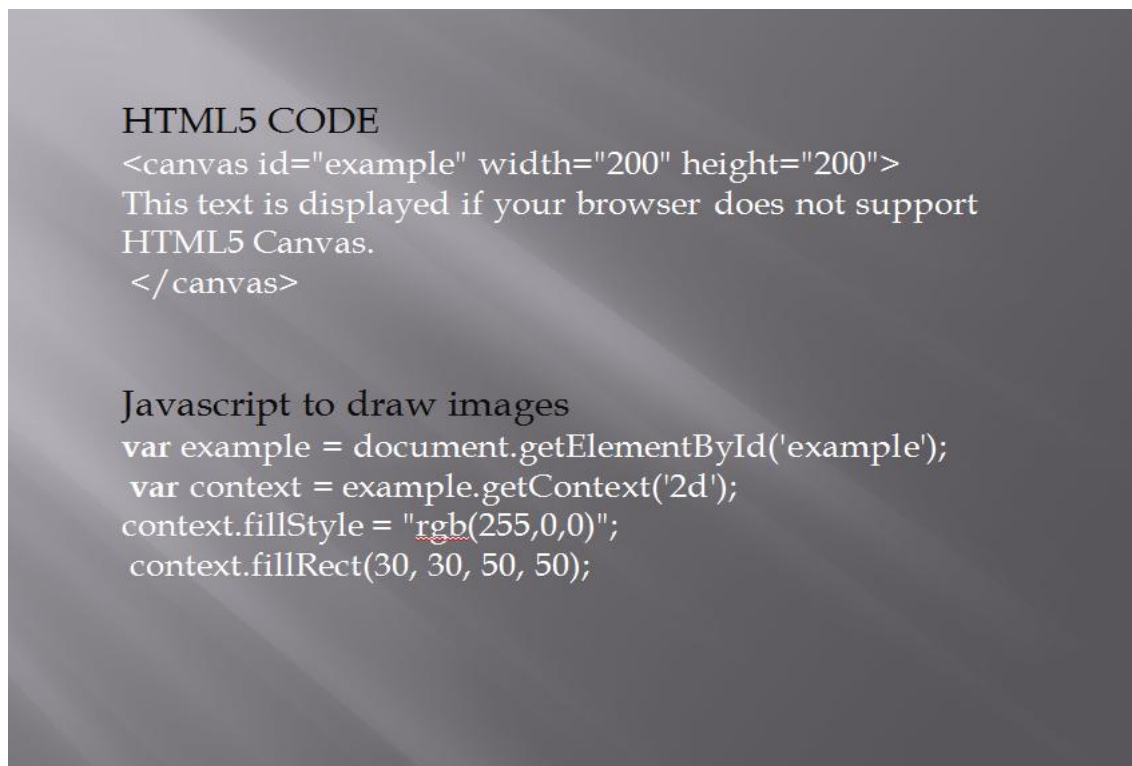 HTML5 CODE
<canvas id="example" width="200" height="200">
This text is displayed if your browser does not support
HTML5 Canvas.
</canvas>
Javascript to draw images
var example = document.getElementById('example');
var context = example.getContext('2d');
context.fillStyle = "rgb(255,0,0)";
context.fillRect(30, 30, 50, 50);